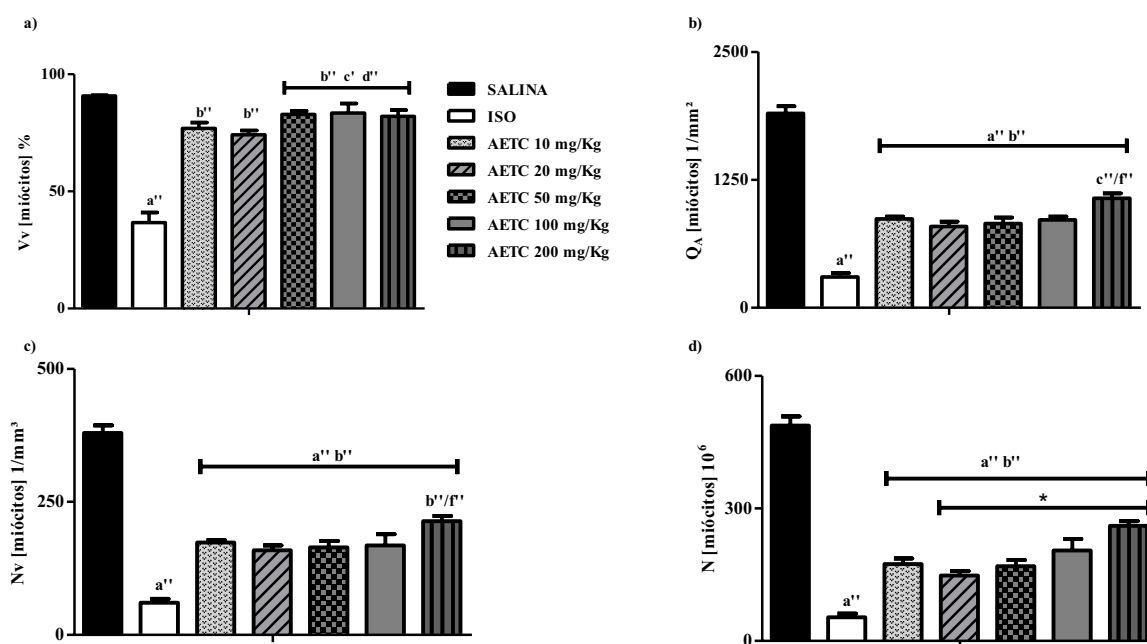 a)
Vv [miócitos] %
100
50
0
a''
b''
b''
b'' c' d''
SALINA
ISO
AETC 10 mg/Kg
AETC 20 mg/Kg
AETC 50 mg/Kg
AETC 100 mg/Kg
AETC 200 mg/Kg
b)
Q_A [miócitos] 1/mm²
2500
1250
0
a''
a'' b''
c''/f''
c)
Nv [miócitos] 1/mm³
500
250
0
a''
a'' b''
b''/f''
d)
N [miócitos] 10⁶
600
300
0
a''
a'' b''
*